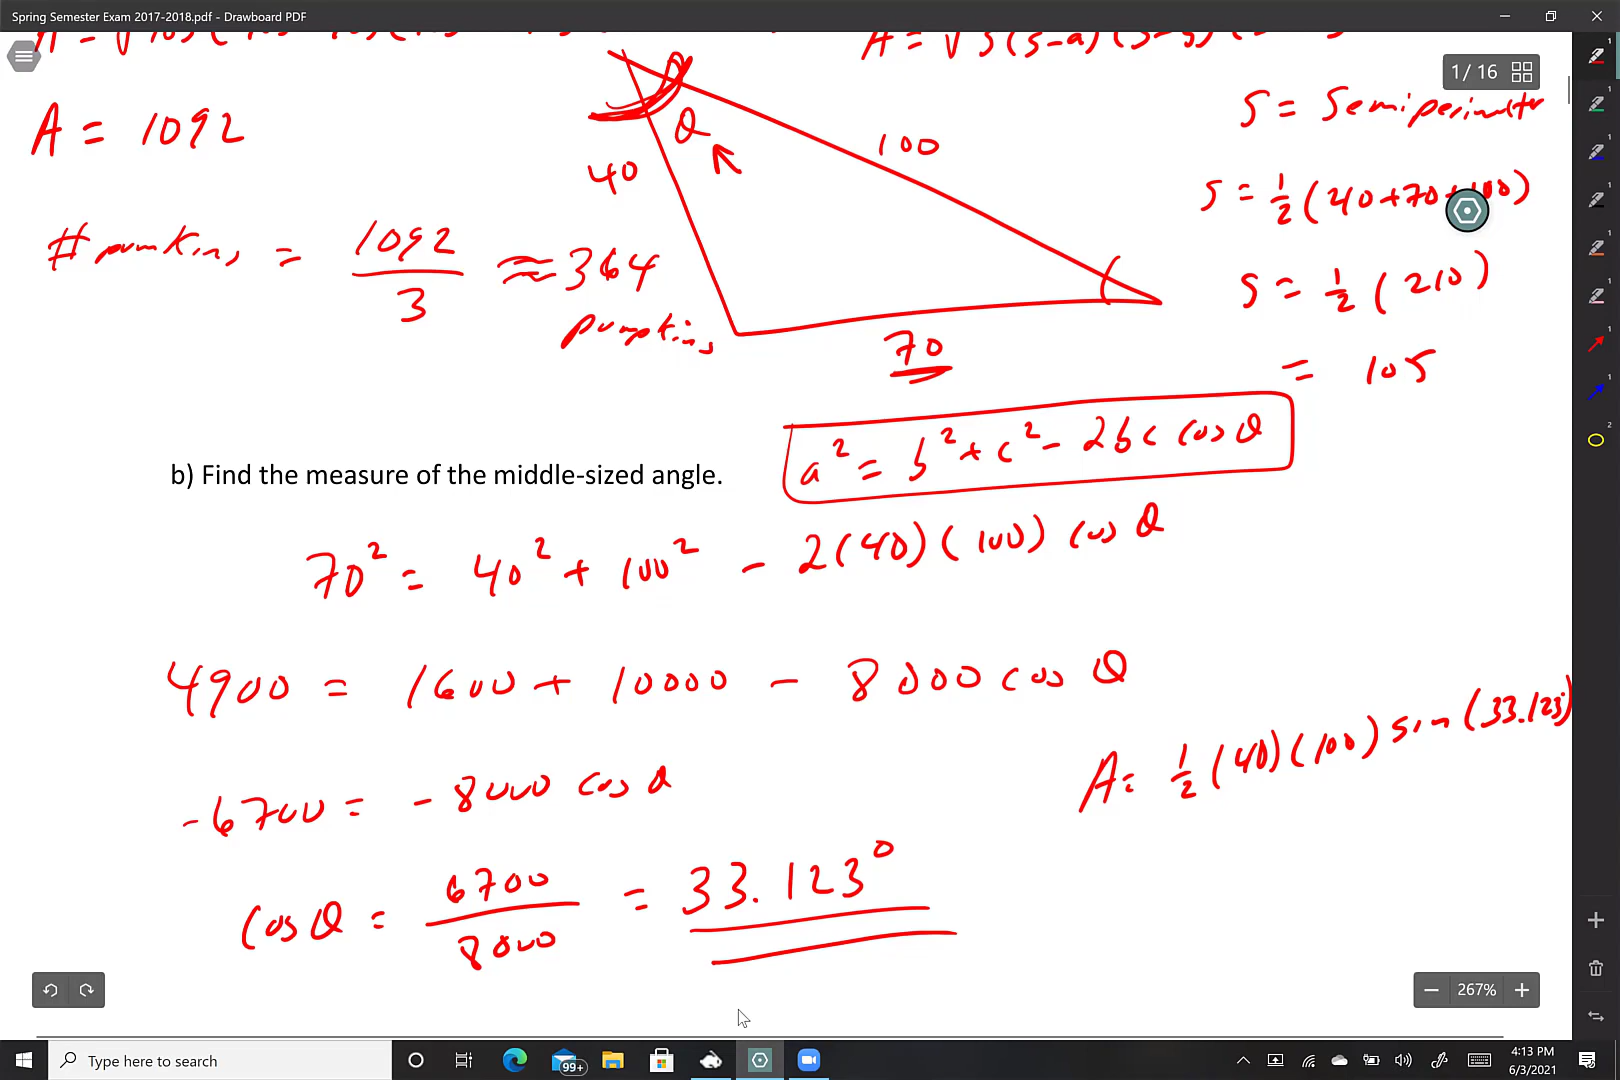 Spring Semester Exam 2017-2018.pdf - Drawboard PDF
A = √s(s-a)(s-
1 / 16
S = Semiperimeter
A = 1092
θ
40
100
S = 1/2 (40+70+100)
# pumkins = 1092/3 ≈ 364
pumpkins
S = 1/2 (210)
70
= 105
a² = b² + c² - 2bc cos θ
b) Find the measure of the middle-sized angle.
70² = 40² + 100² - 2(40)(100) cos θ
4900 = 1600 + 10000 - 8000 cos θ
A = 1/2 (40)(100) sin(33.123)
-6700 = -8000 cos θ
cos θ = 6700/8000 = 33.123°
267%
Type here to search
99+
4:13 PM
6/3/2021